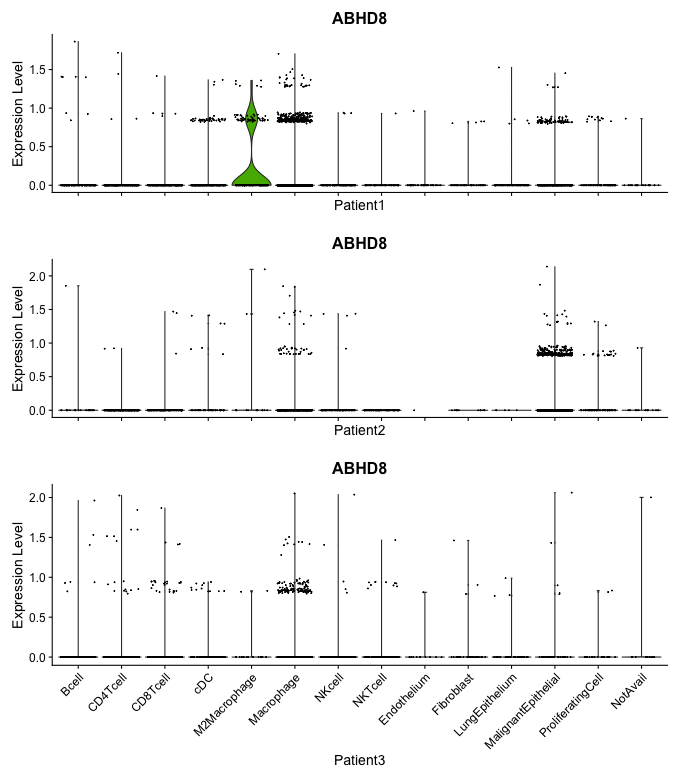 ABHD8
Expression Level
1.5
1.0
0.5
0.0
Patient1
ABHD8
Expression Level
2.0
1.5
1.0
0.5
0.0
Patient2
ABHD8
Expression Level
2.0
1.5
1.0
0.5
0.0
Bcell
CD4Tcell
CD8Tcell
cDC
M2Macrophage
Macrophage
NKcell
NKTcell
Endothelium
Fibroblast
LungEpithelium
MalignantEpithelial
ProliferatingCell
NotAvail
Patient3